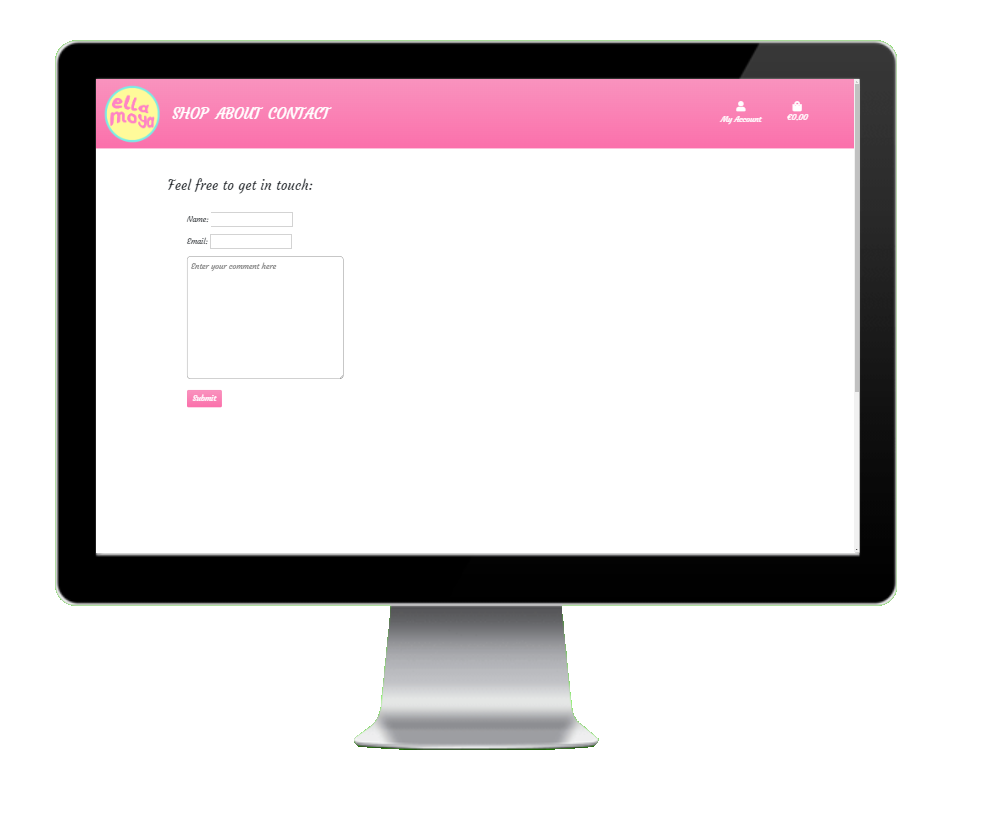 ella
moya
SHOP ABOUT CONTACT
My Account
€0,00
Feel free to get in touch:
Name:
Email:
Enter your comment here
Submit